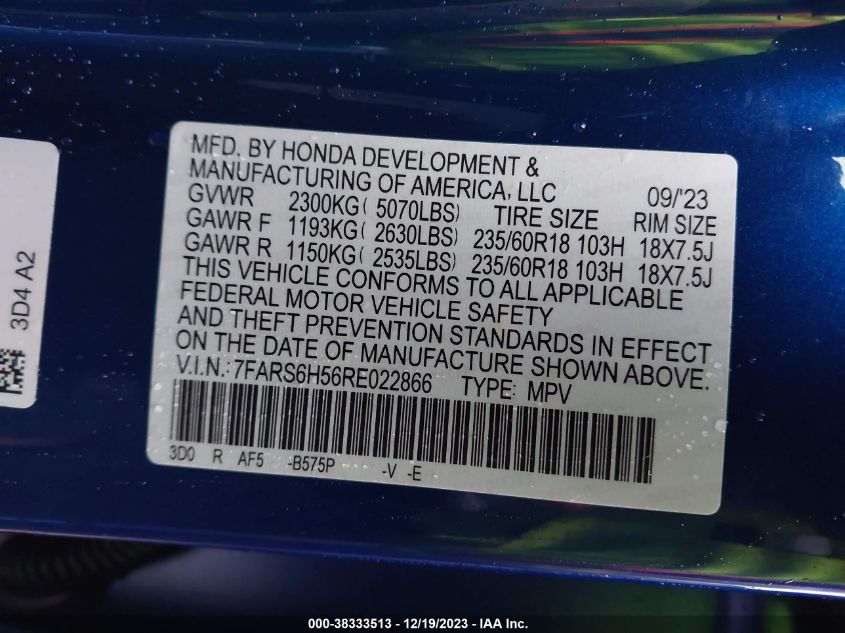 MFD. BY HONDA DEVELOPMENT &
MANUFACTURING OF AMERICA, LLC 09/'23
GVWR 2300KG( 5070LBS) TIRE SIZE RIM SIZE
GAWR F 1193KG( 2630LBS) 235/60R18 103H 18X7.5J
GAWR R 1150KG( 2535LBS) 235/60R18 103H 18X7.5J
THIS VEHICLE CONFORMS TO ALL APPLICABLE
FEDERAL MOTOR VEHICLE SAFETY
AND THEFT PREVENTION STANDARDS IN EFFECT
ON THE DATE OF MANUFACTURE SHOWN ABOVE.
V.I.N.: 7FARS6H56RE022866 TYPE: MPV
3D0 R AF5 -B575P -V -E
3D4 A2
000-38333513 - 12/19/2023 - © IAA Inc.